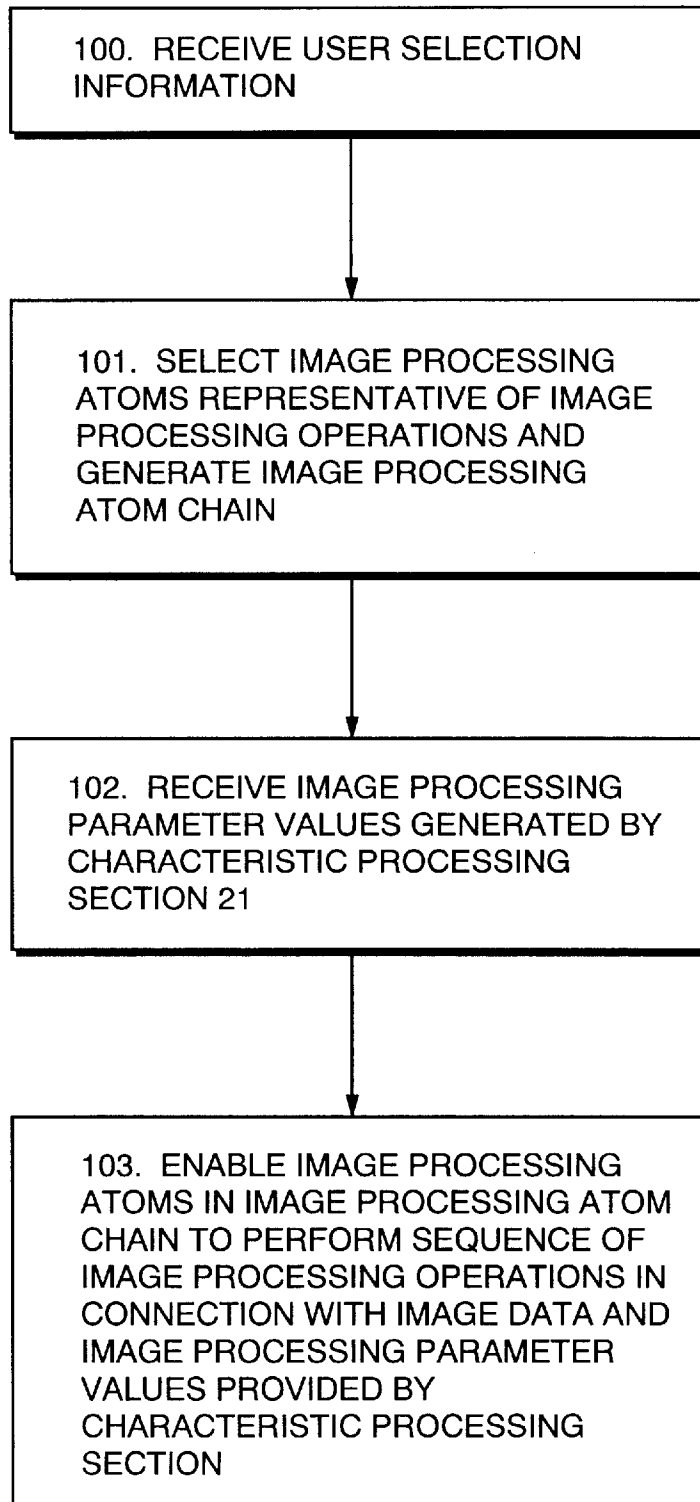 100. RECEIVE USER SELECTION
INFORMATION
101. SELECT IMAGE PROCESSING
ATOMS REPRESENTATIVE OF IMAGE
PROCESSING OPERATIONS AND
GENERATE IMAGE PROCESSING
ATOM CHAIN
102. RECEIVE IMAGE PROCESSING
PARAMETER VALUES GENERATED BY
CHARACTERISTIC PROCESSING
SECTION 21
103. ENABLE IMAGE PROCESSING
ATOMS IN IMAGE PROCESSING ATOM
CHAIN TO PERFORM SEQUENCE OF
IMAGE PROCESSING OPERATIONS IN
CONNECTION WITH IMAGE DATA AND
IMAGE PROCESSING PARAMETER
VALUES PROVIDED BY
CHARACTERISTIC PROCESSING
SECTION